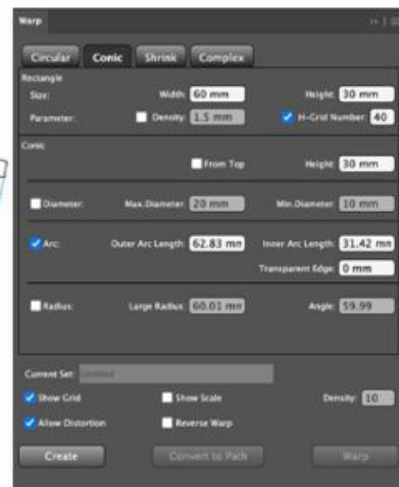 Warp
Circular Conic Shrink Complex
Rectangle
Size: Width: 60 mm Height: 30 mm
Parameter: Density: 1.5 mm H-Grid Number: 40
Conic
From Top Height: 30 mm
Diameter: Max.Diameter: 20 mm Min.Diameter: 10 mm
Arc: Outer Arc Length: 62.83 mm Inner Arc Length: 31.42 mm
Transparent Edge: 0 mm
Radius: Large Radius: 60.01 mm Angle: 59.99
Current Set: Untitled
Show Grid Show Scale Density: 10
Allow Distortion Reverse Warp
Create Convert to Path Warp